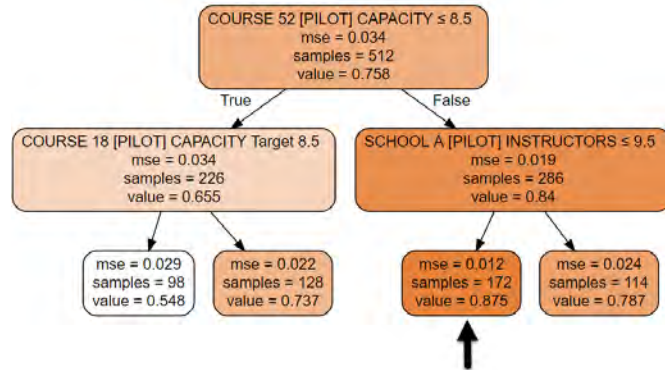 COURSE 52 [PILOT] CAPACITY ≤ 8.5
mse = 0.034
samples = 512
value = 0.758
True
False
COURSE 18 [PILOT] CAPACITY Target 8.5
mse = 0.034
samples = 226
value = 0.655
SCHOOL A [PILOT] INSTRUCTORS ≤ 9.5
mse = 0.019
samples = 286
value = 0.84
mse = 0.029
samples = 98
value = 0.548
mse = 0.022
samples = 128
value = 0.737
mse = 0.012
samples = 172
value = 0.875
mse = 0.024
samples = 114
value = 0.787